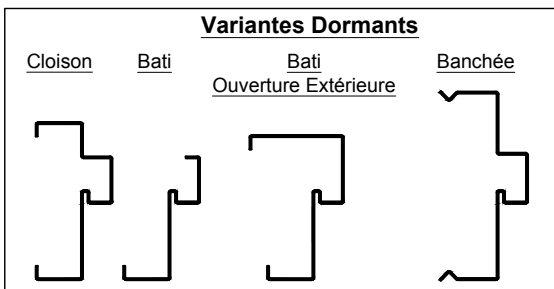 Variantes Dormants
Cloison
Bati
Bati
Ouverture Extérieure
Banchée